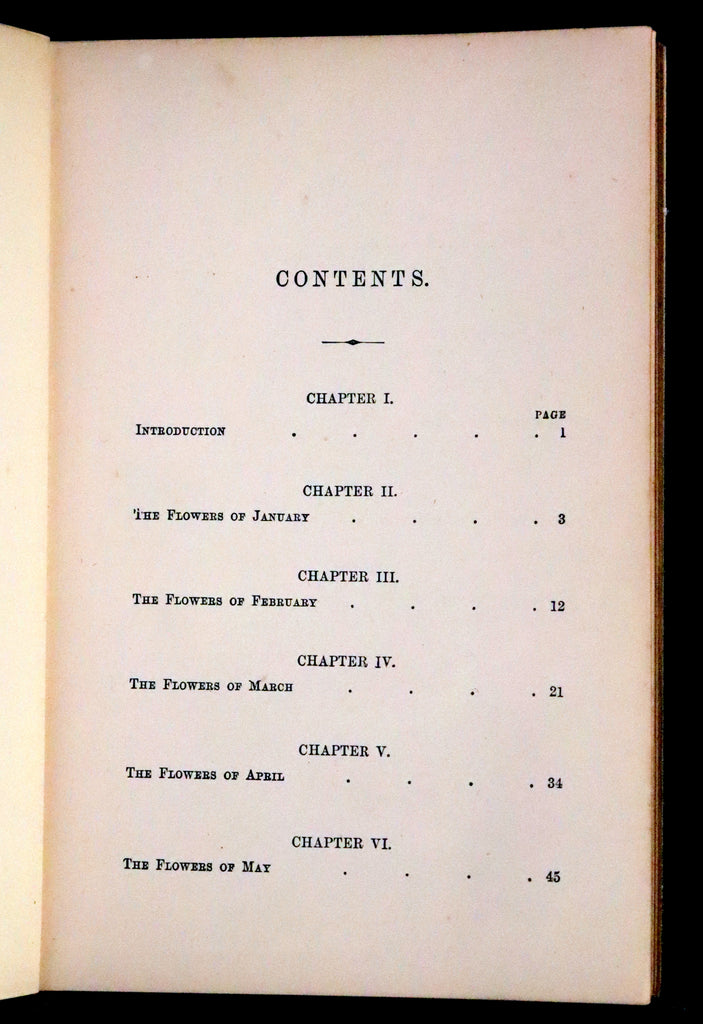 CONTENTS.
CHAPTER I.
PAGE
INTRODUCTION . . . . . 1
CHAPTER II.
THE FLOWERS OF JANUARY . . . . 3
CHAPTER III.
THE FLOWERS OF FEBRUARY . . . . 12
CHAPTER IV.
THE FLOWERS OF MARCH . . . . 21
CHAPTER V.
THE FLOWERS OF APRIL . . . . 34
CHAPTER VI.
THE FLOWERS OF MAY . . . . 45